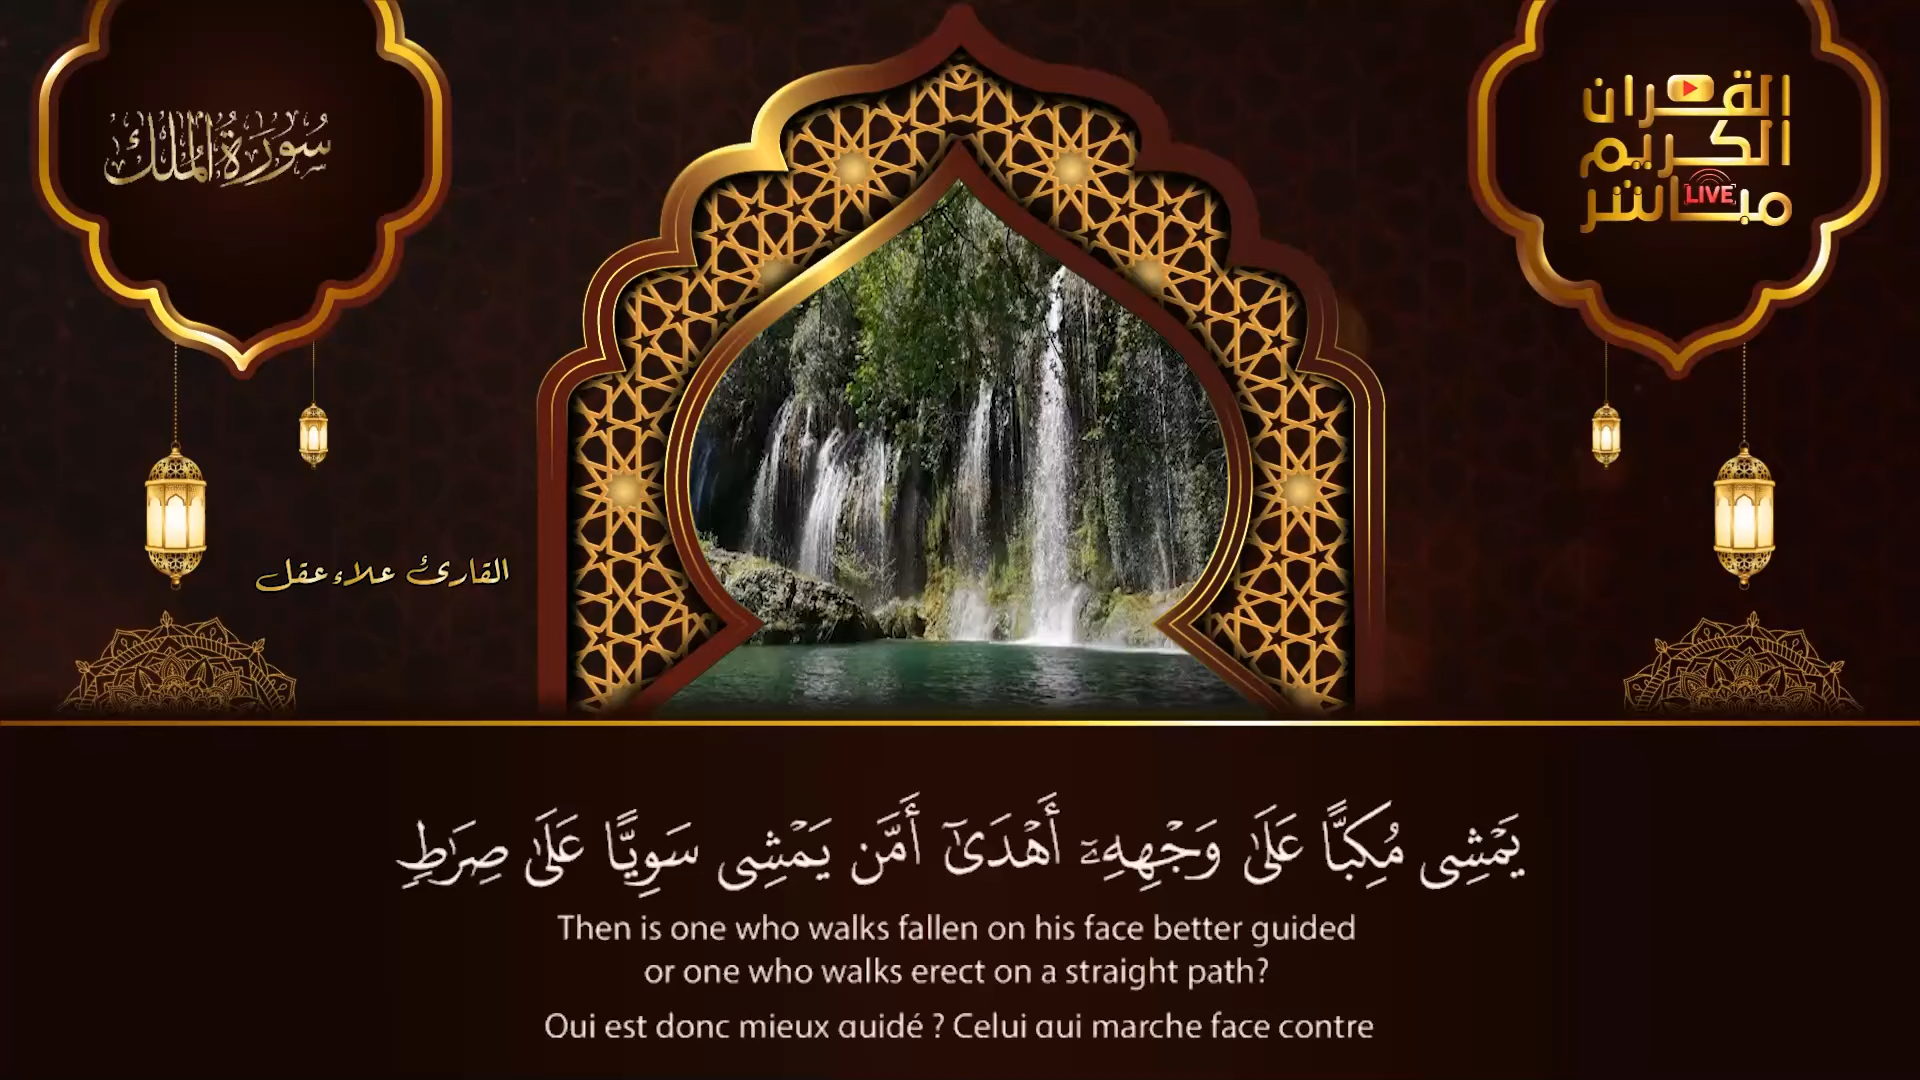 سُورَةُ المُلك
القرآن
الكريم
مباشر
LIVE
القارئ علاء عقل
يَمْشِى مُكِبًّا عَلَىٰ وَجْهِهِۦٓ أَهْدَىٰٓ أَمَّن يَمْشِى سَوِيًّا عَلَىٰ صِرَٰطٍ
Then is one who walks fallen on his face better guided
or one who walks erect on a straight path?
Qui est donc mieux guidé ? Celui qui marche face contre